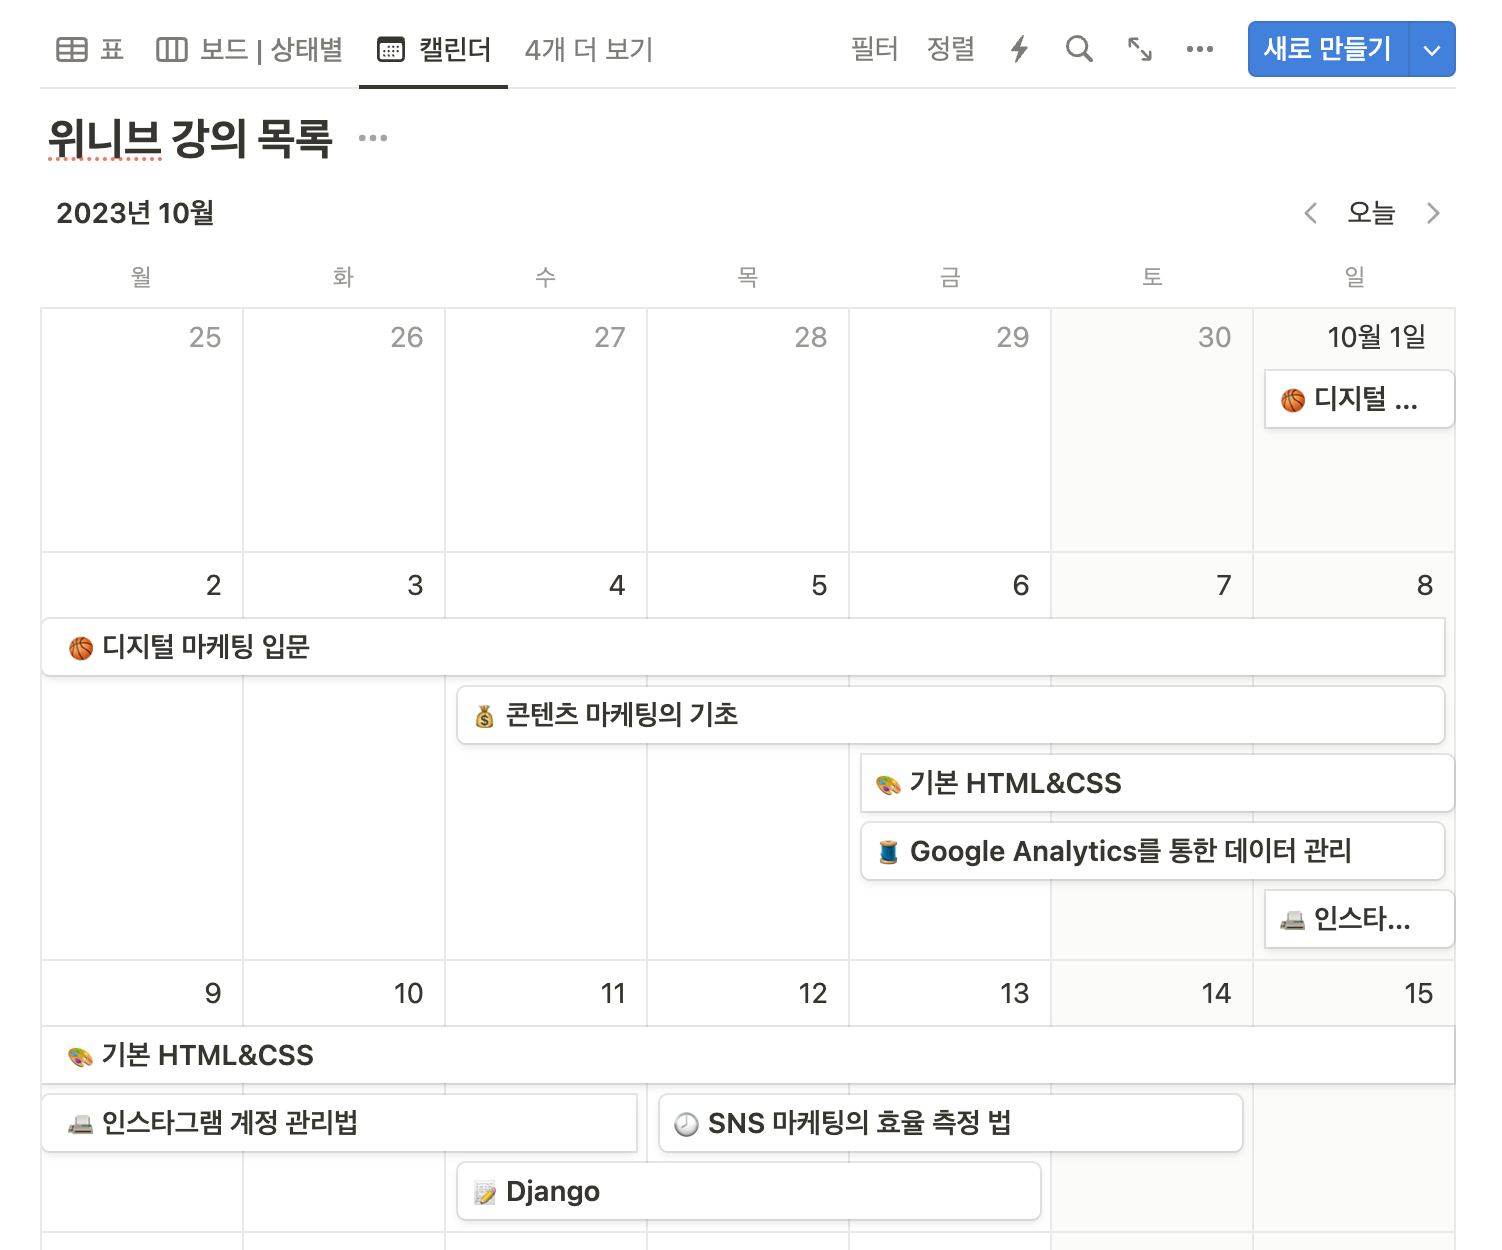 표 보드 | 상태별 캘린더 4개 더 보기 필터 정렬 새로 만들기
위니브 강의 목록
2023년 10월 오늘
월 화 수 목 금 토 일
25 26 27 28 29 30 10월 1일
디지털 ...
2 3 4 5 6 7 8
디지털 마케팅 입문
콘텐츠 마케팅의 기초
기본 HTML&CSS
Google Analytics를 통한 데이터 관리
인스타...
9 10 11 12 13 14 15
기본 HTML&CSS
인스타그램 계정 관리법 SNS 마케팅의 효율 측정 법
Django